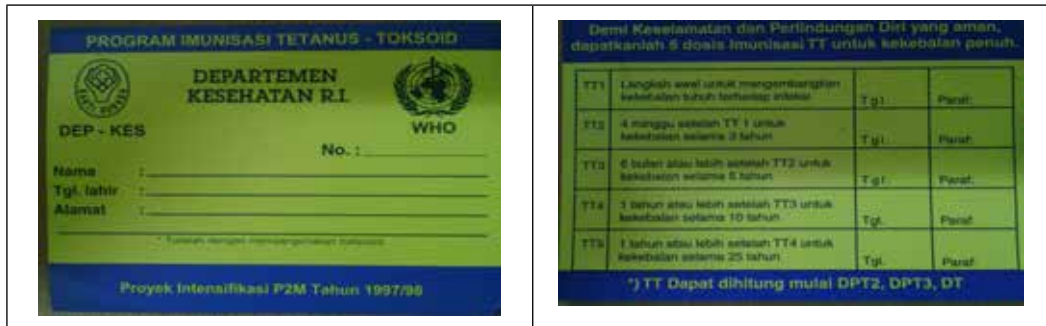 PROGRAM IMUNISASI TETANUS - TOKSOID
DEPARTEMEN
KESEHATAN R.I.
DEP - KES
WHO
No. :
Nama :
Tgl. lahir :
Alamat :
Proyek Intensifikasi P2M Tahun 1997/98
Demi Keselamatan dan Perlindungan Diri yang aman,
dapatkanlah 5 dosis Imunisasi TT untuk kekebalan penuh.
TT1 Langkah awal untuk mengembangkan
kekebalan tubuh terhadap infeksi
Tgl. Paraf:
TT2 4 minggu setelah TT 1 untuk
kekebalan selama 3 tahun
Tgl. Paraf:
TT3 6 bulan atau lebih setelah TT2 untuk
kekebalan selama 5 tahun
Tgl. Paraf:
TT4 1 tahun atau lebih setelah TT3 untuk
kekebalan selama 10 tahun
Tgl. Paraf:
TT5 1 tahun atau lebih setelah TT4 untuk
kekebalan selama 25 tahun
Tgl. Paraf:
*) TT Dapat dihitung mulai DPT2, DPT3, DT